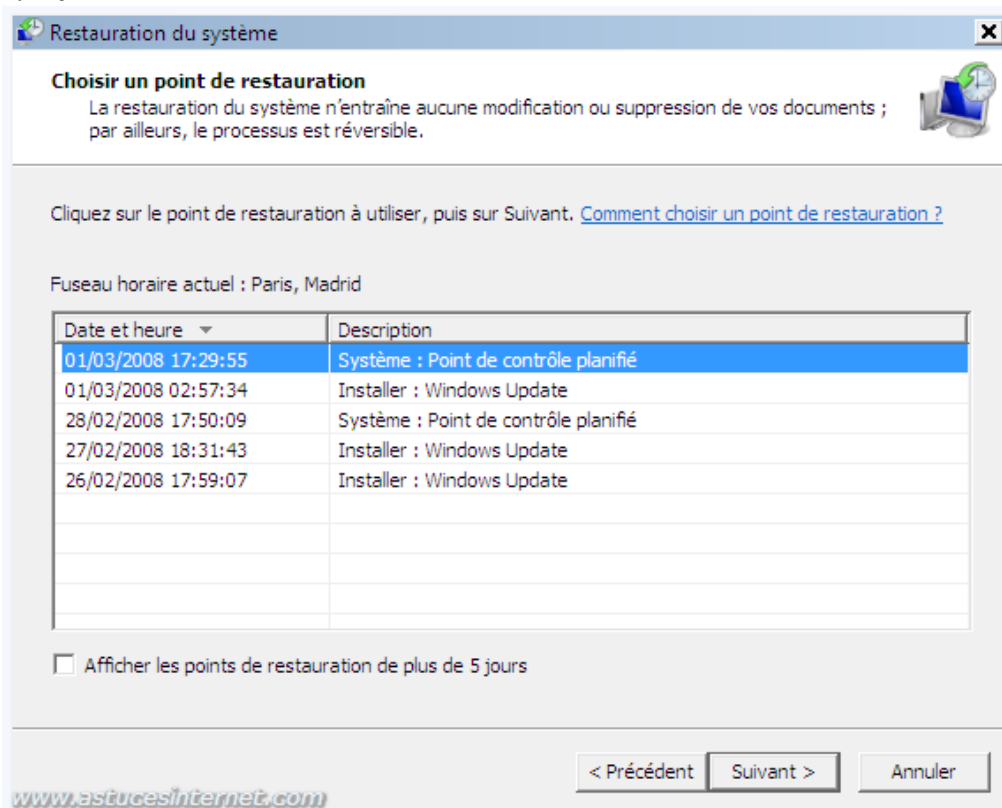 Restauration du système
Choisir un point de restauration
La restauration du système n'entraîne aucune modification ou suppression de vos documents ;
par ailleurs, le processus est réversible.
Cliquez sur le point de restauration à utiliser, puis sur Suivant. Comment choisir un point de restauration ?
Fuseau horaire actuel : Paris, Madrid
Date et heure Description
01/03/2008 17:29:55 Système : Point de contrôle planifié
01/03/2008 02:57:34 Installer : Windows Update
28/02/2008 17:50:09 Système : Point de contrôle planifié
27/02/2008 18:31:43 Installer : Windows Update
26/02/2008 17:59:07 Installer : Windows Update
Afficher les points de restauration de plus de 5 jours
< Précédent Suivant > Annuler
www.astucesinternet.com